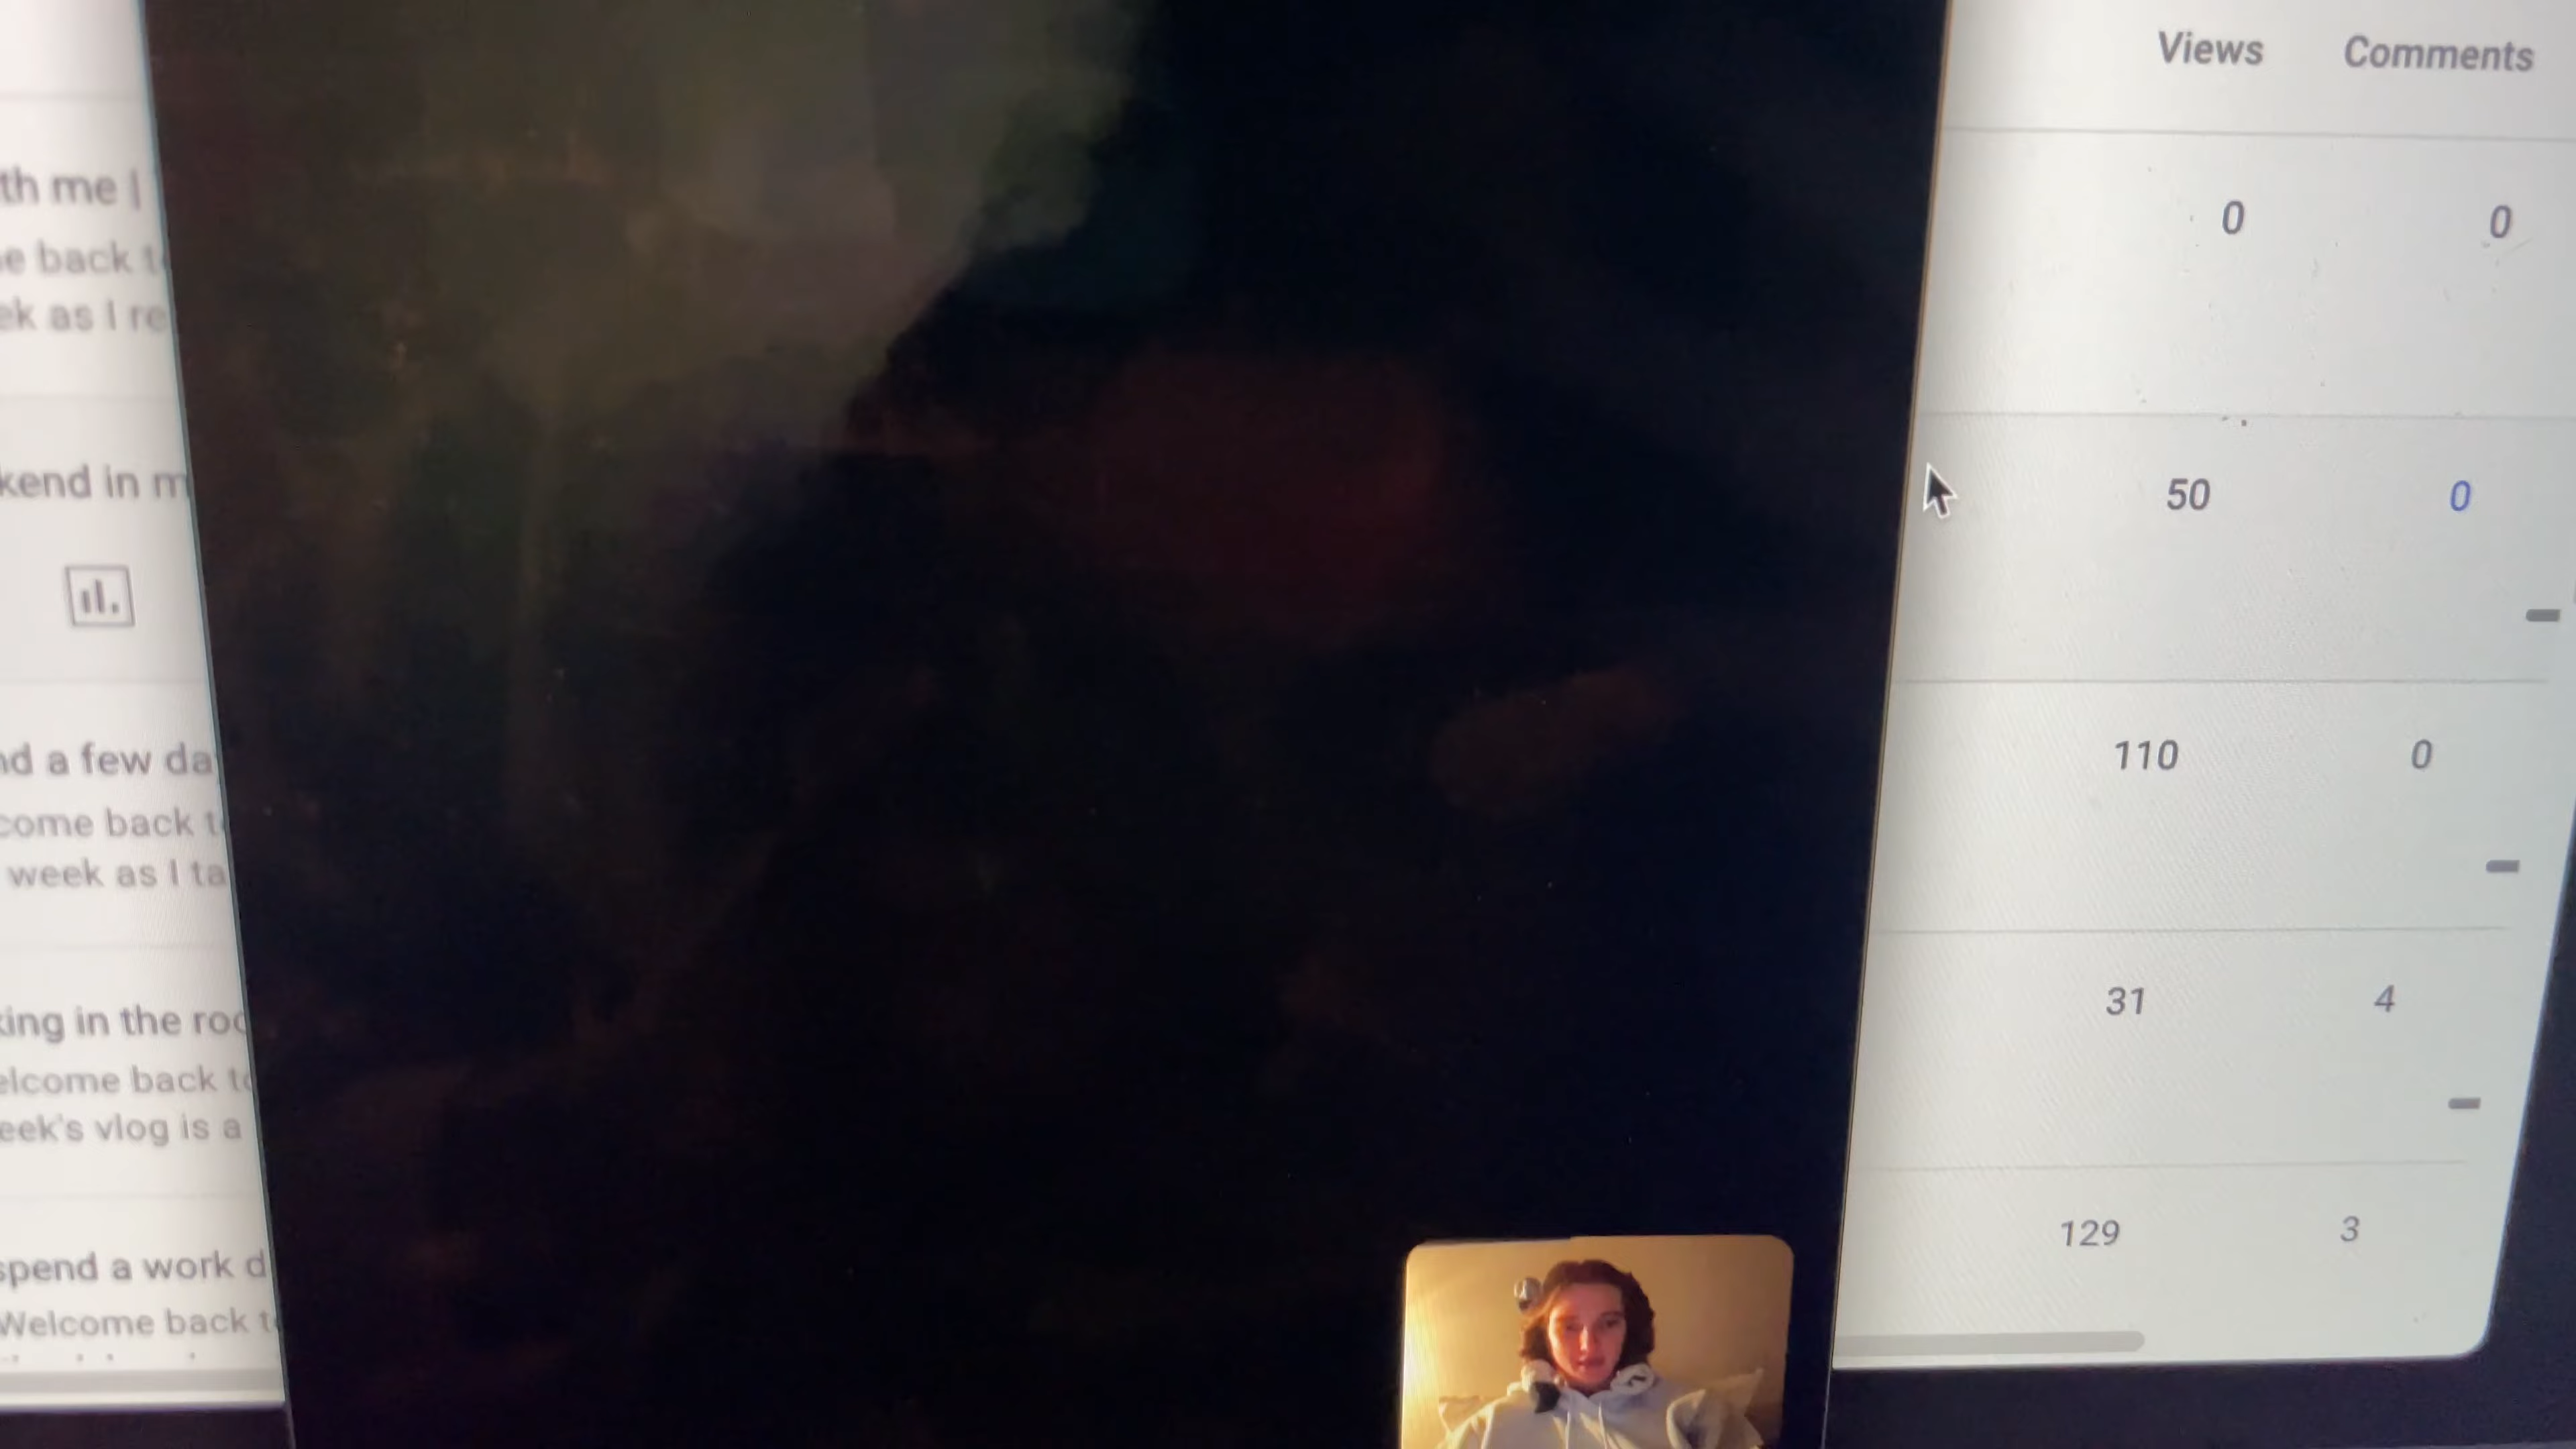 Views Comments
th me |
e back t
ek as I re
0 0
kend in m
50 0
nd a few da
come back t
week as I ta
110 0
king in the roc
elcome back to
eek's vlog is a
31 4
spend a work d
Welcome back t
129 3